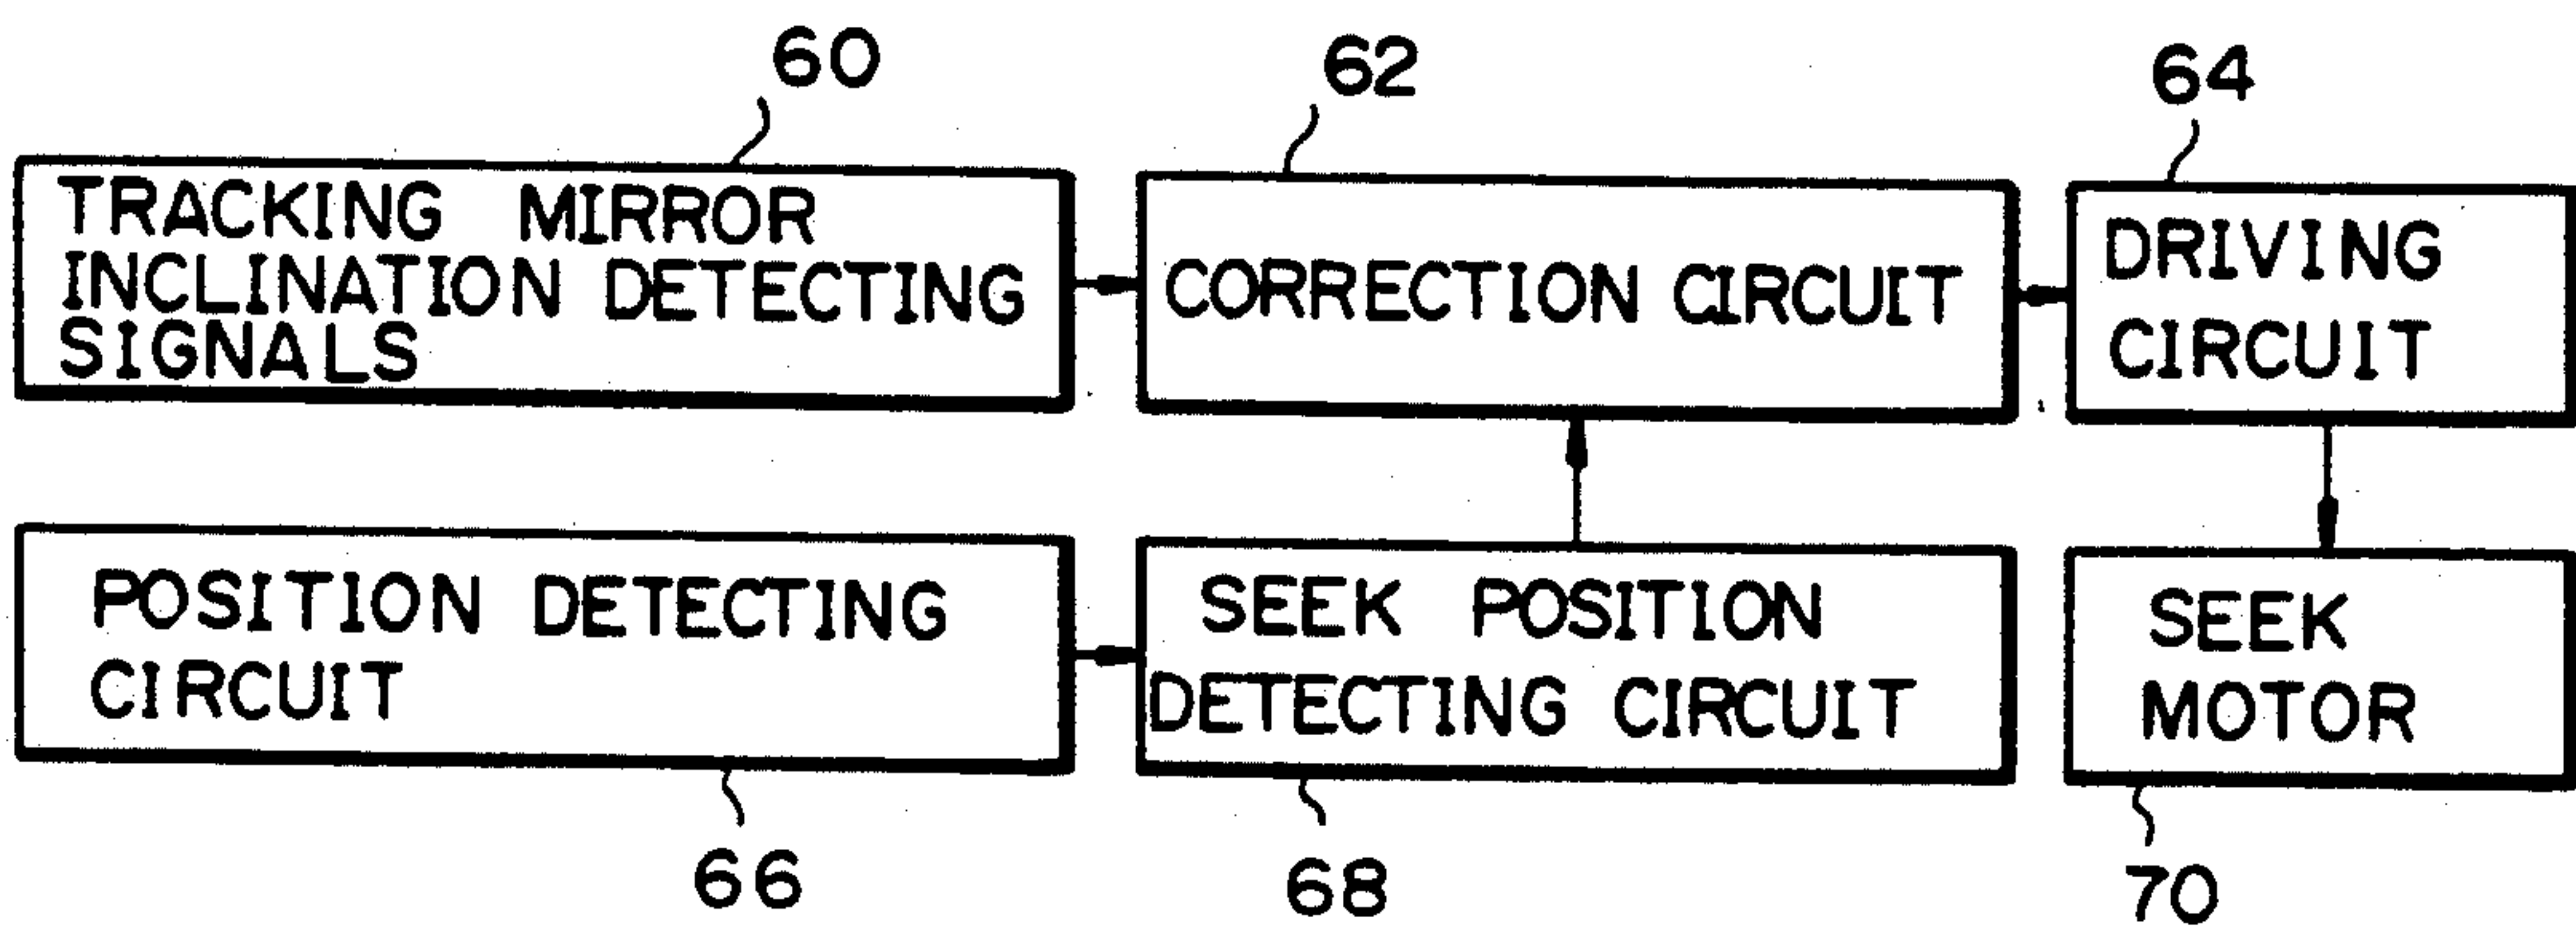 60
62
64
TRACKING MIRROR
INCLINATION DETECTING
SIGNALS
CORRECTION CIRCUIT
DRIVING
CIRCUIT
POSITION DETECTING
CIRCUIT
SEEK POSITION
DETECTING CIRCUIT
SEEK
MOTOR
66
68
70